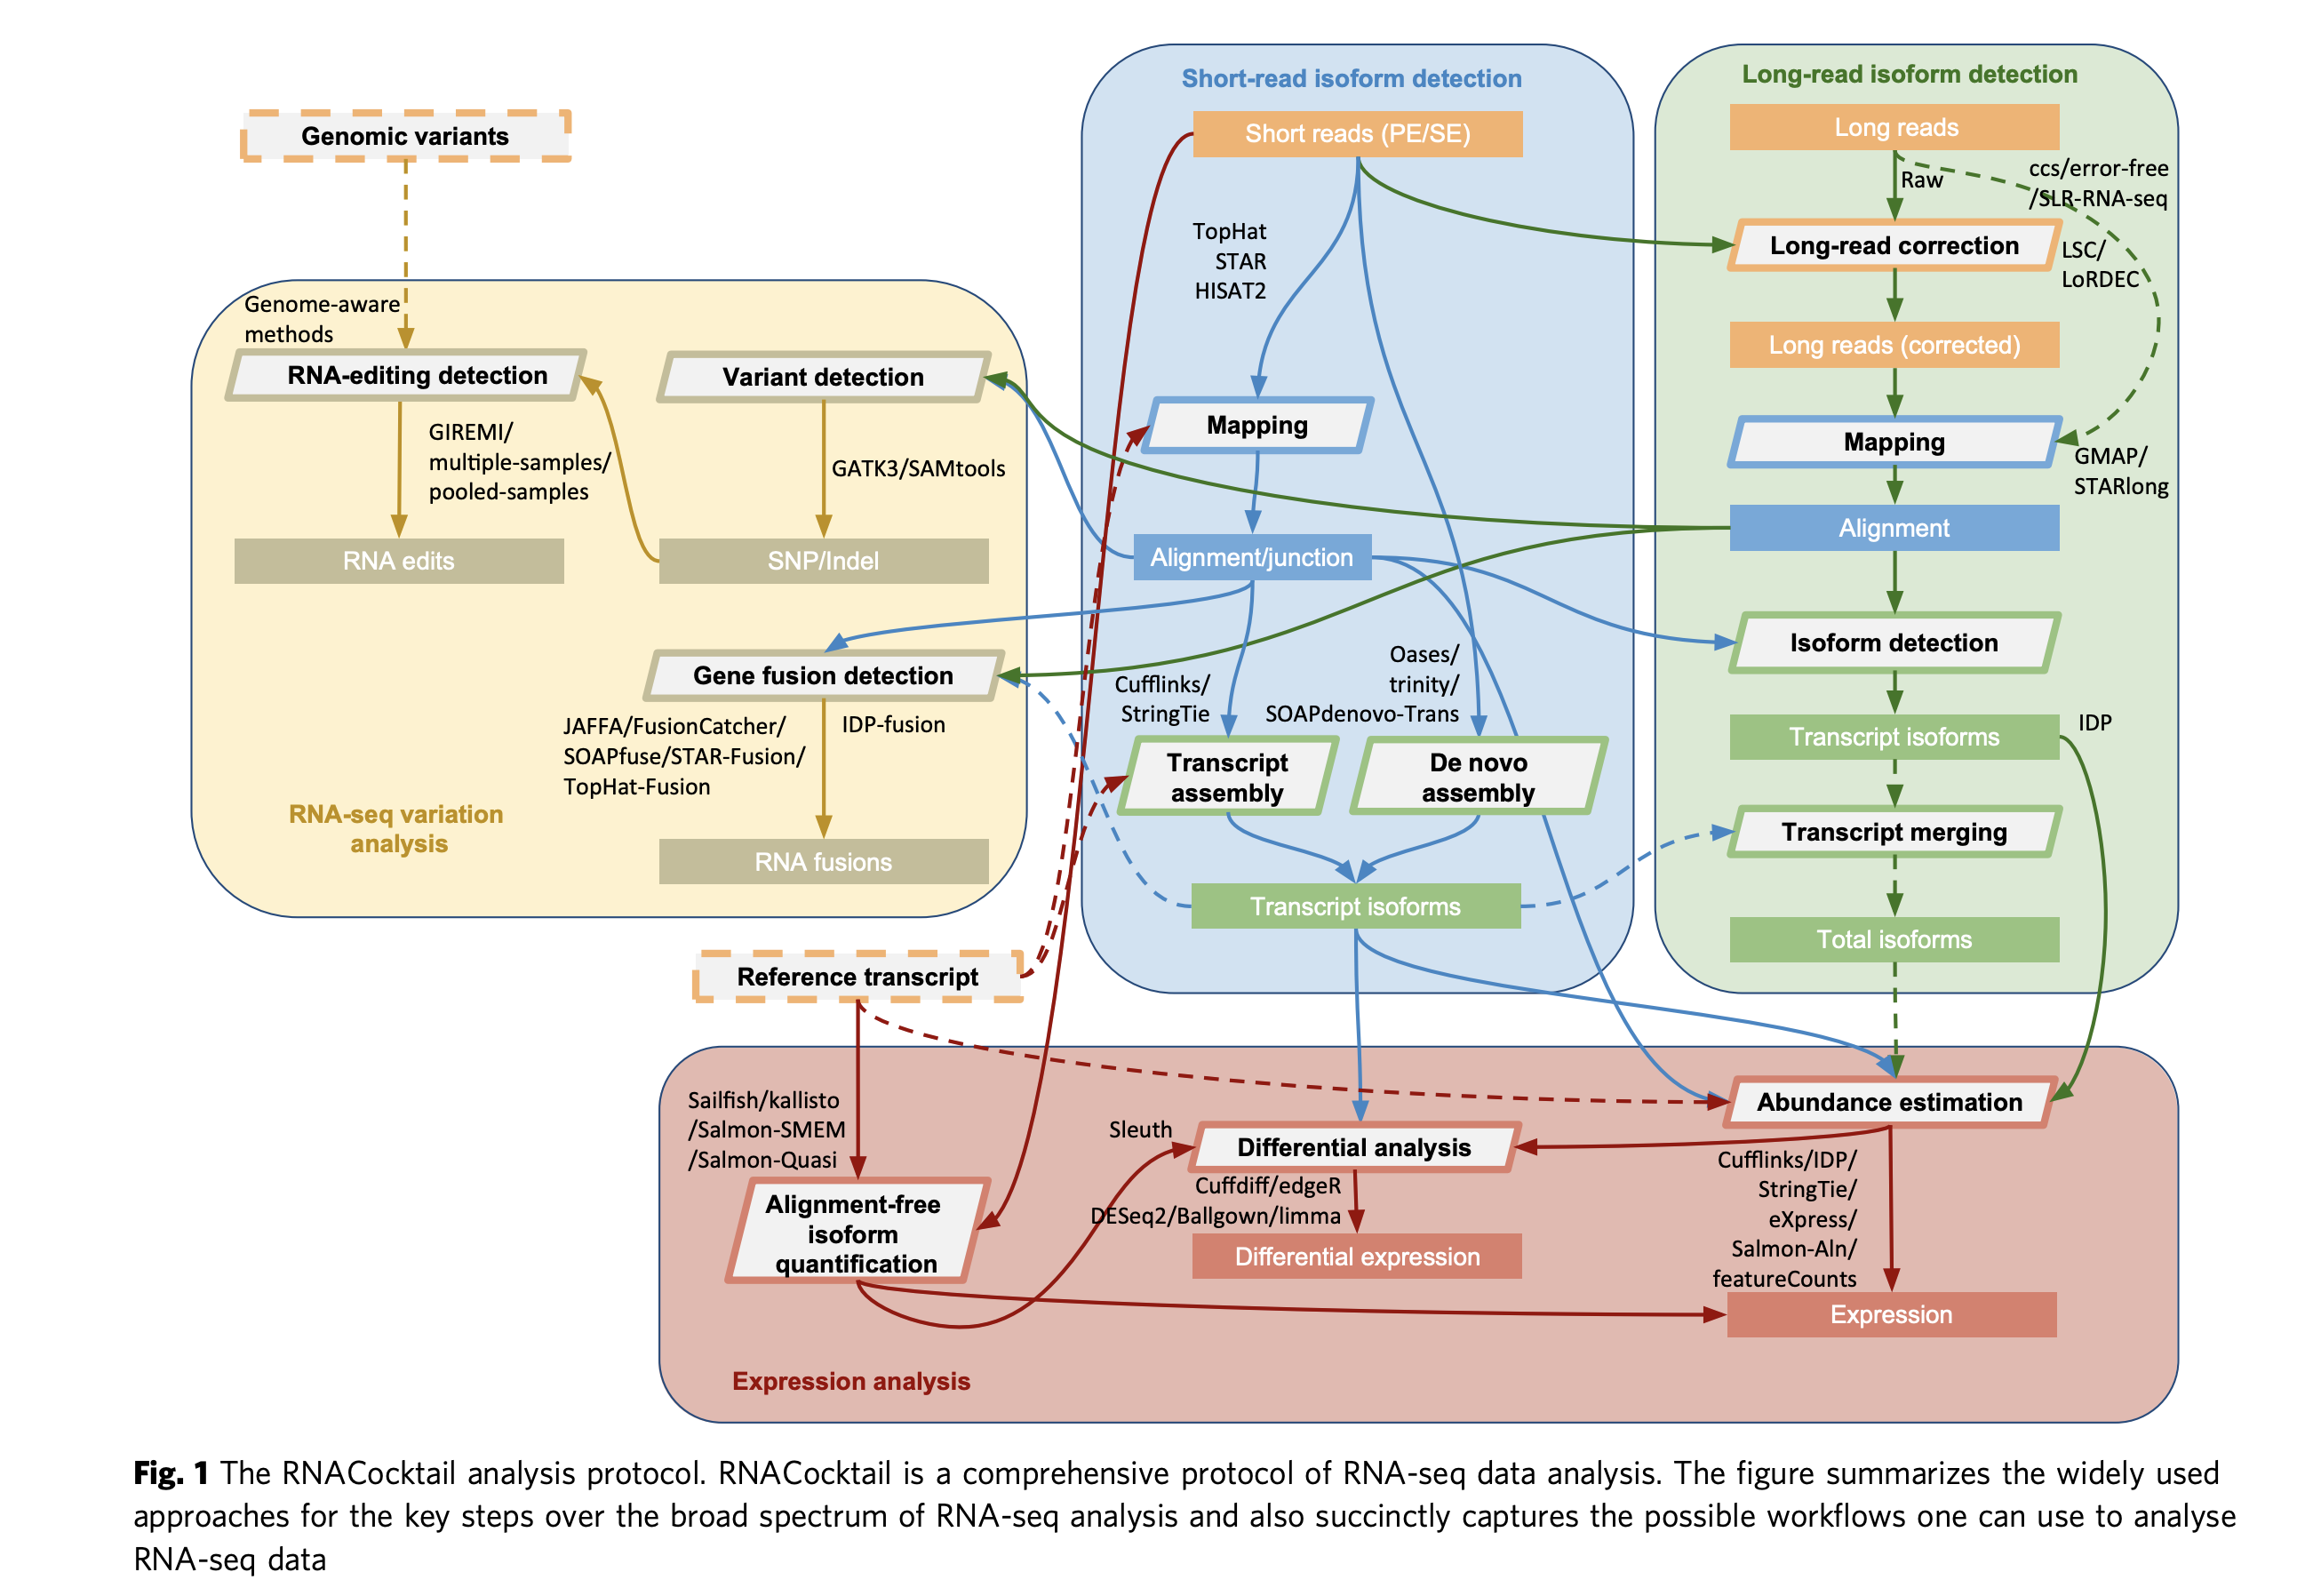 Genomic variants
Genome-aware
methods
RNA-editing detection
Variant detection
GIREMI/
multiple-samples/
pooled-samples
GATK3/SAMtools
RNA edits
SNP/Indel
Gene fusion detection
JAFFA/FusionCatcher/
SOAPfuse/STAR-Fusion/
TopHat-Fusion
IDP-fusion
RNA-seq variation
analysis
RNA fusions
Short-read isoform detection
Short reads (PE/SE)
TopHat
STAR
HISAT2
Mapping
Alignment/junction
Cufflinks/
StringTie
Oases/
trinity/
SOAPdenovo-Trans
Transcript
assembly
De novo
assembly
Transcript isoforms
Long-read isoform detection
Long reads
Raw
ccs/error-free
/SLR-RNA-seq
Long-read correction
LSC/
LoRDEC
Long reads (corrected)
Mapping
GMAP/
STARlong
Alignment
Isoform detection
Transcript isoforms
IDP
Transcript merging
Total isoforms
Reference transcript
Sailfish/kallisto
/Salmon-SMEM
/Salmon-Quasi
Alignment-free
isoform
quantification
Sleuth
Differential analysis
Cuffdiff/edgeR
DESeq2/Ballgown/limma
Differential expression
Abundance estimation
Cufflinks/IDP/
StringTie/
eXpress/
Salmon-Aln/
featureCounts
Expression
Expression analysis
Fig. 1 The RNACocktail analysis protocol. RNACocktail is a comprehensive protocol of RNA-seq data analysis. The figure summarizes the widely used
approaches for the key steps over the broad spectrum of RNA-seq analysis and also succinctly captures the possible workflows one can use to analyse
RNA-seq data